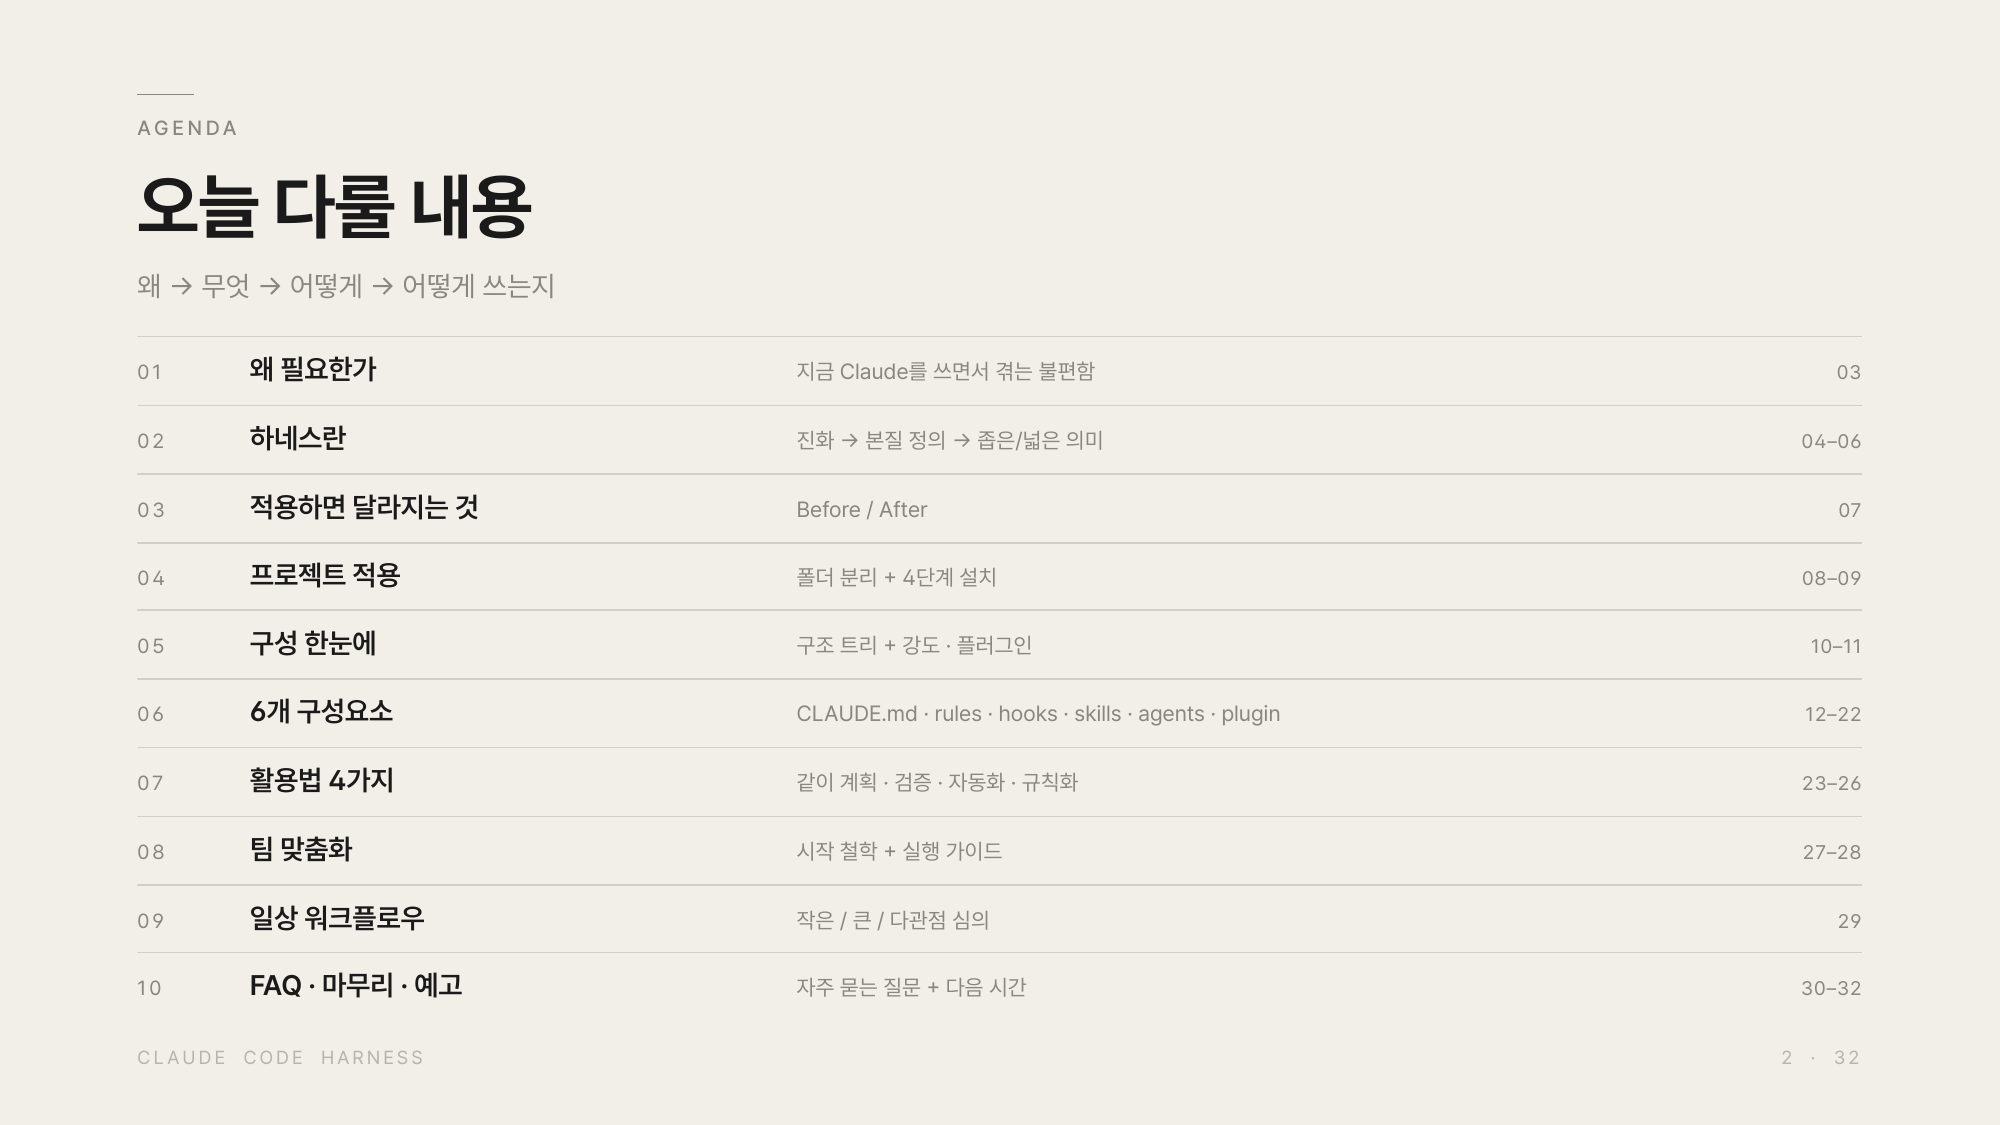 AGENDA
오늘 다룰 내용
왜 → 무엇 → 어떻게 → 어떻게 쓰는지
01 왜 필요한가 지금 Claude를 쓰면서 겪는 불편함 03
02 하네스란 진화 → 본질 정의 → 좁은/넓은 의미 04–06
03 적용하면 달라지는 것 Before / After 07
04 프로젝트 적용 폴더 분리 + 4단계 설치 08–09
05 구성 한눈에 구조 트리 + 강도 · 플러그인 10–11
06 6개 구성요소 CLAUDE.md · rules · hooks · skills · agents · plugin 12–22
07 활용법 4가지 같이 계획 · 검증 · 자동화 · 규칙화 23–26
08 팀 맞춤화 시작 철학 + 실행 가이드 27–28
09 일상 워크플로우 작은 / 큰 / 다관점 심의 29
10 FAQ · 마무리 · 예고 자주 묻는 질문 + 다음 시간 30–32
CLAUDE CODE HARNESS 2 · 32